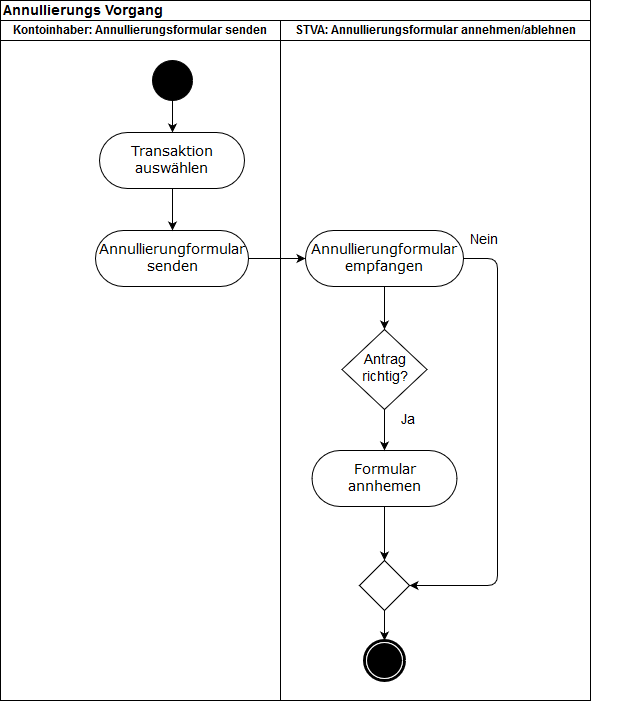 Annullierungs Vorgang
Kontoinhaber: Annullierungsformular senden
STVA: Annullierungsformular annehmen/ablehnen
Transaktion
auswählen
Annullierungformular
senden
Annullierungformular
empfangen
Nein
Antrag
richtig?
Ja
Formular
annhemen